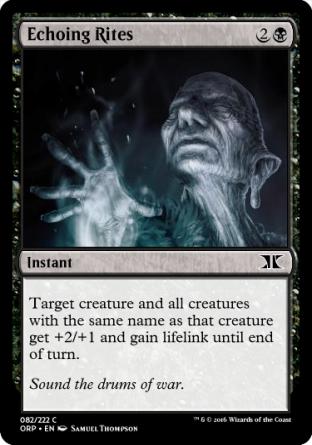 Echoing Rites 2
Instant
Target creature and all creatures
with the same name as that creature
get +2/+1 and gain lifelink until end
of turn.
Sound the drums of war.
082/222 C
ORP • EN SAMUEL THOMPSON
™ & © 2016 Wizards of the Coast